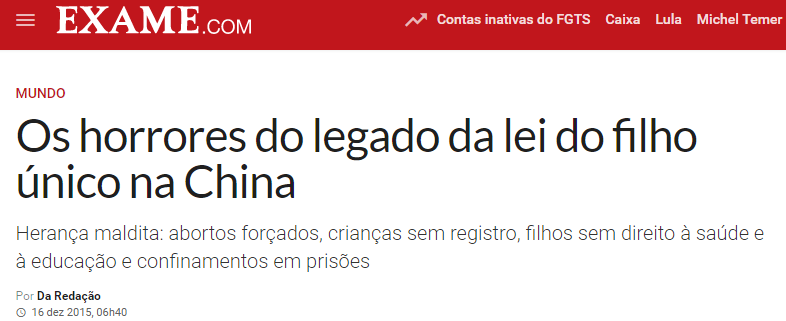 EXAME.COM
Contas inativas do FGTS Caixa Lula Michel Temer
MUNDO
Os horrores do legado da lei do filho
único na China
Herança maldita: abortos forçados, crianças sem registro, filhos sem direito à saúde e
à educação e confinamentos em prisões
Por Da Redação
16 dez 2015, 06h40